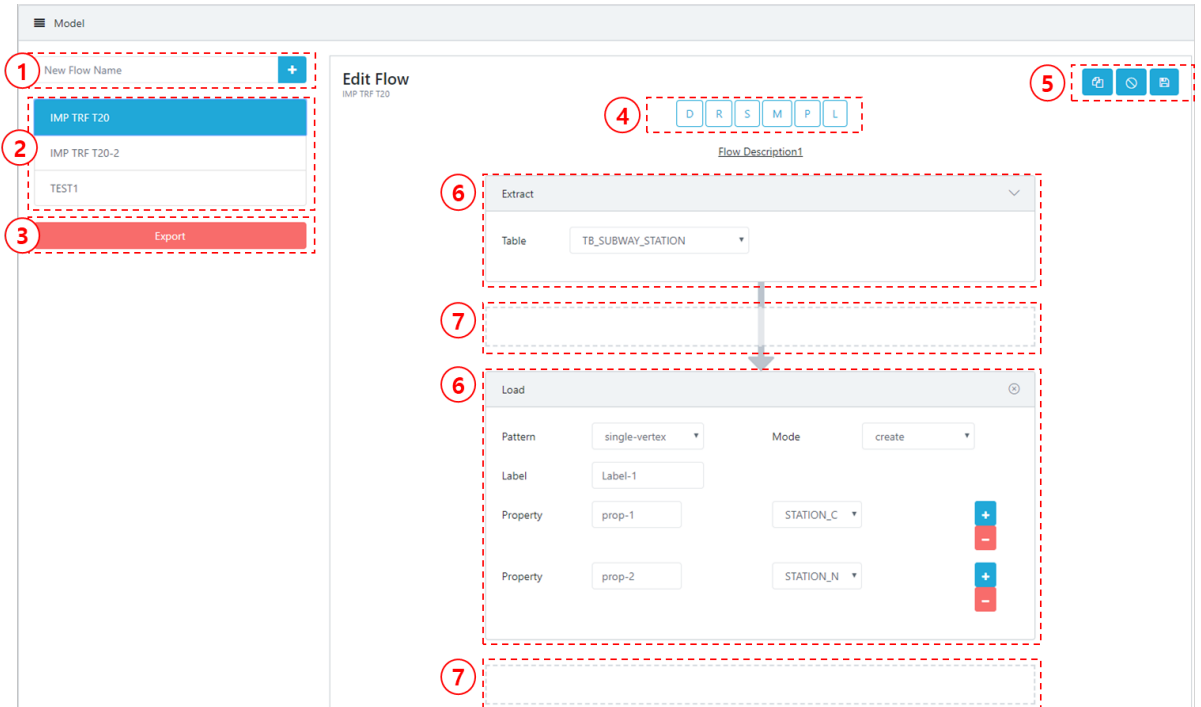 Model
1
New Flow Name
+
2
IMP TRF T20
IMP TRF T20-2
TEST1
3
Export
Edit Flow
IMP TRF T20
4
D R S M P L
5
Flow Description1
6
Extract
Table TB_SUBWAY_STATION
7
6
Load
Pattern single-vertex Mode create
Label Label-1
Property prop-1 STATION_C +
−
Property prop-2 STATION_N +
−
7